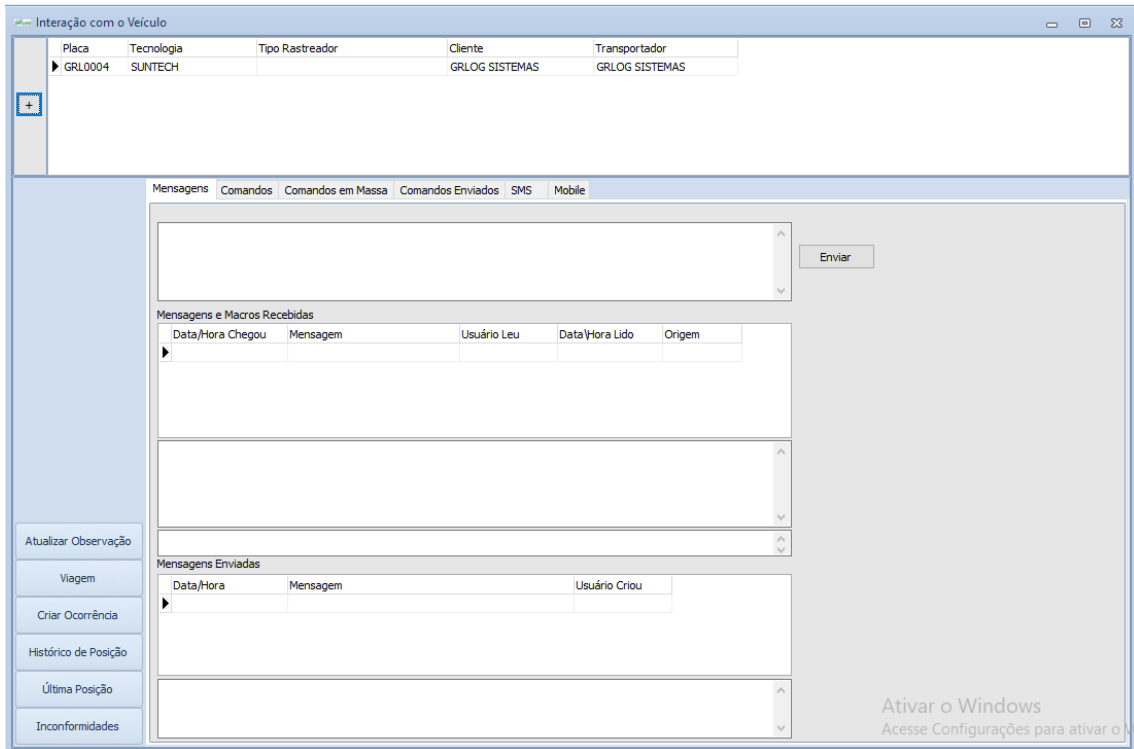 Interação com o Veículo
Placa Tecnologia Tipo Rastreador Cliente Transportador
GRL0004 SUNTECH GRLOG SISTEMAS GRLOG SISTEMAS
+
Mensagens Comandos Comandos em Massa Comandos Enviados SMS Mobile
Enviar
Mensagens e Macros Recebidas
Data/Hora Chegou Mensagem Usuário Leu Data\Hora Lido Origem
Atualizar Observação
Viagem
Criar Ocorrência
Histórico de Posição
Última Posição
Inconformidades
Mensagens Enviadas
Data/Hora Mensagem Usuário Criou
Ativar o Windows
Acesse Configurações para ativar o